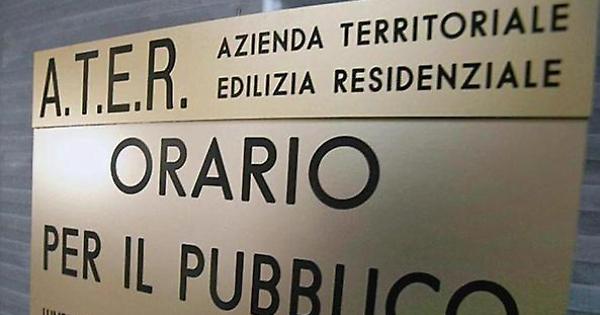 A.T.E.R.
AZIENDA TERRITORIALE
EDILIZIA RESIDENZIALE
ORARIO
PER IL PUBBLICO